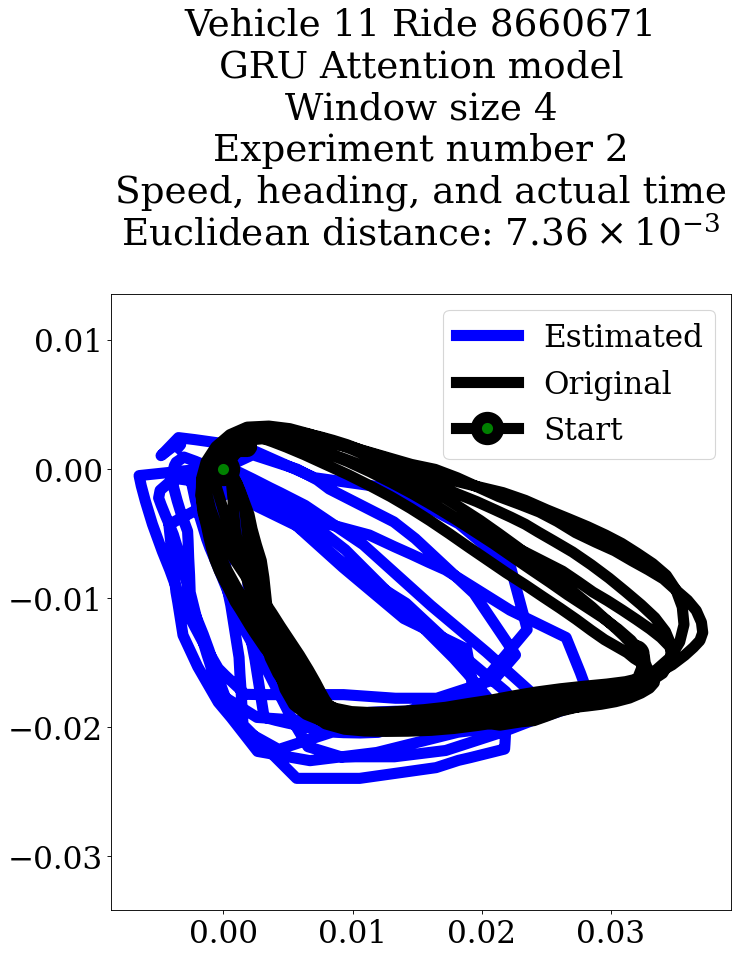 Vehicle 11 Ride 8660671
GRU Attention model
Window size 4
Experiment number 2
Speed, heading, and actual time
Euclidean distance: 7.36 × 10⁻³
Estimated
Original
Start
0.01
0.00
−0.01
−0.02
−0.03
0.00 0.01 0.02 0.03